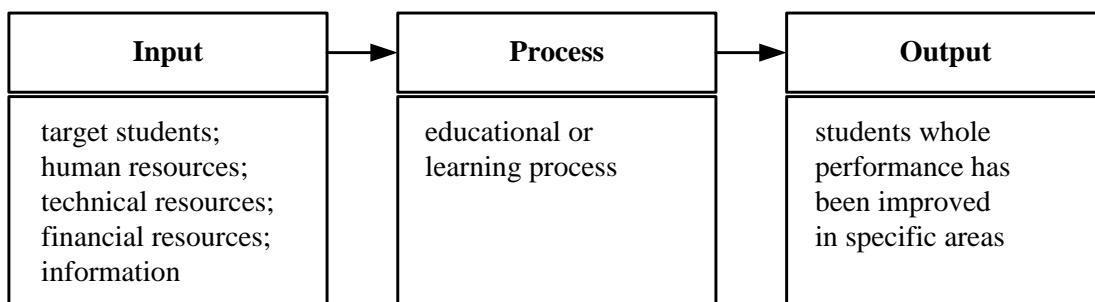 Input
Process
Output
target students;
human resources;
technical resources;
financial resources;
information
educational or
learning process
students whole
performance has
been improved
in specific areas